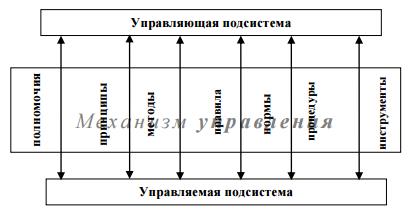 Управляющая подсистема
полномочия
принципы
методы
правила
нормы
процедуры
инструменты
Механизм управления
Управляемая подсистема